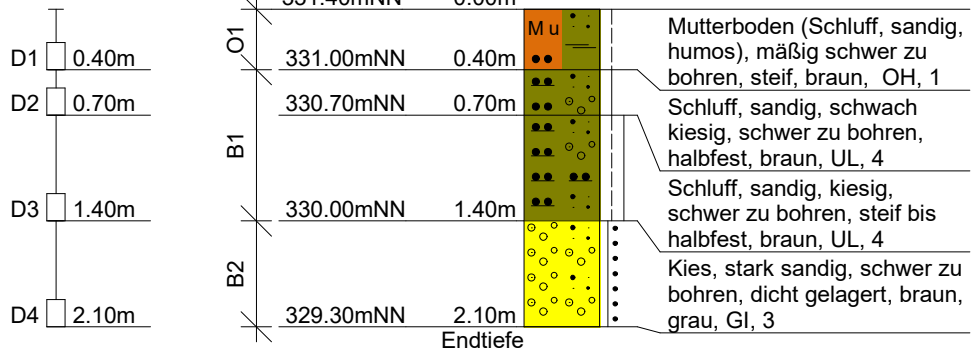 331.40mNN 0.00m
O1
M u
Mutterboden (Schluff, sandig,
humos), mäßig schwer zu
bohren, steif, braun, OH, 1
D1 0.40m
331.00mNN 0.40m
D2 0.70m
330.70mNN 0.70m
Schluff, sandig, schwach
kiesig, schwer zu bohren,
halbfest, braun, UL, 4
B1
D3 1.40m
330.00mNN 1.40m
Schluff, sandig, kiesig,
schwer zu bohren, steif bis
halbfest, braun, UL, 4
B2
Kies, stark sandig, schwer zu
bohren, dicht gelagert, braun,
grau, GI, 3
D4 2.10m
329.30mNN 2.10m
Endtiefe